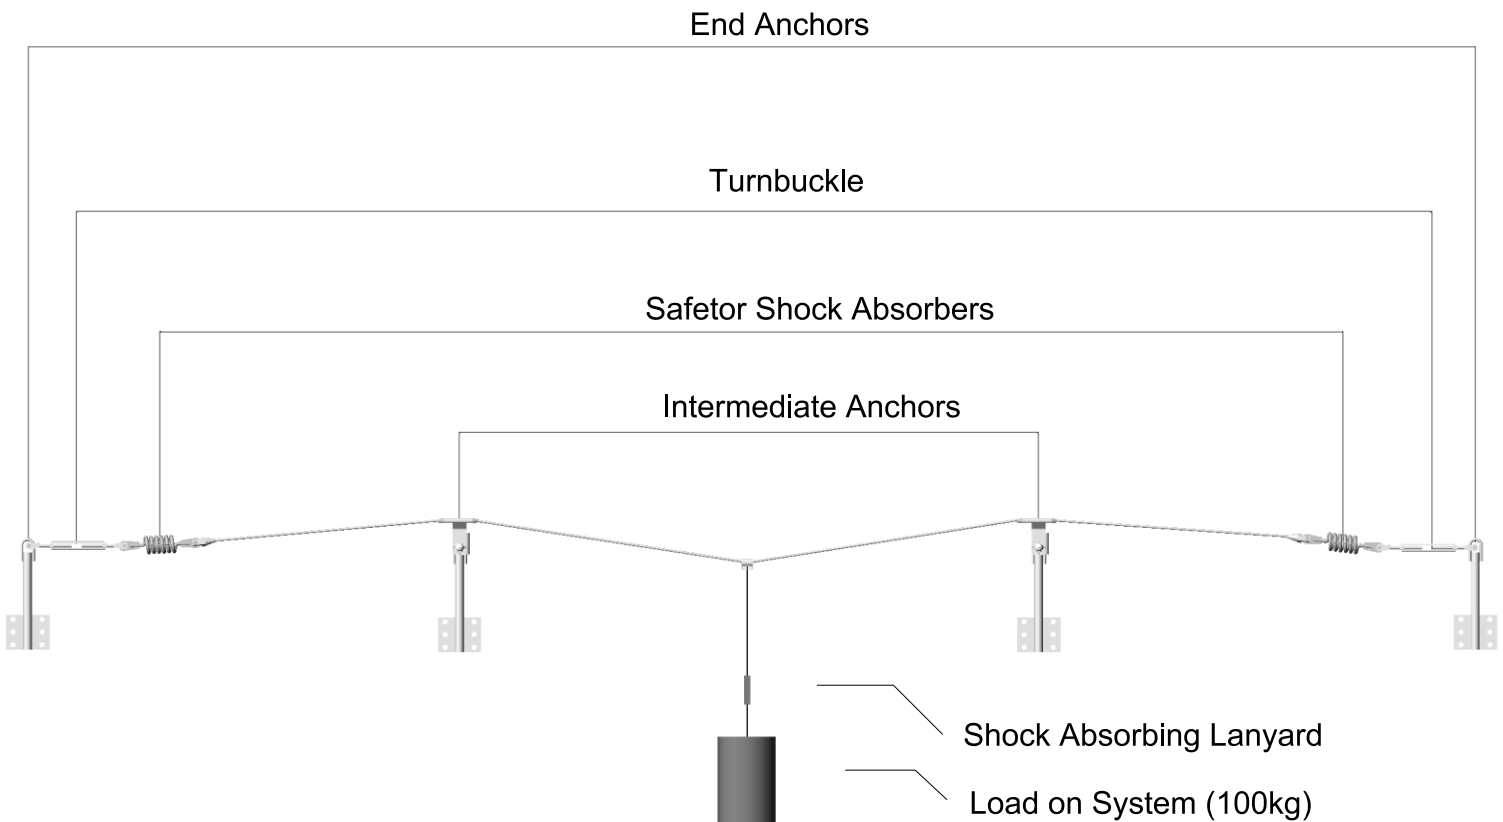 End Anchors
Turnbuckle
Safetor Shock Absorbers
Intermediate Anchors
Shock Absorbing Lanyard
Load on System (100kg)